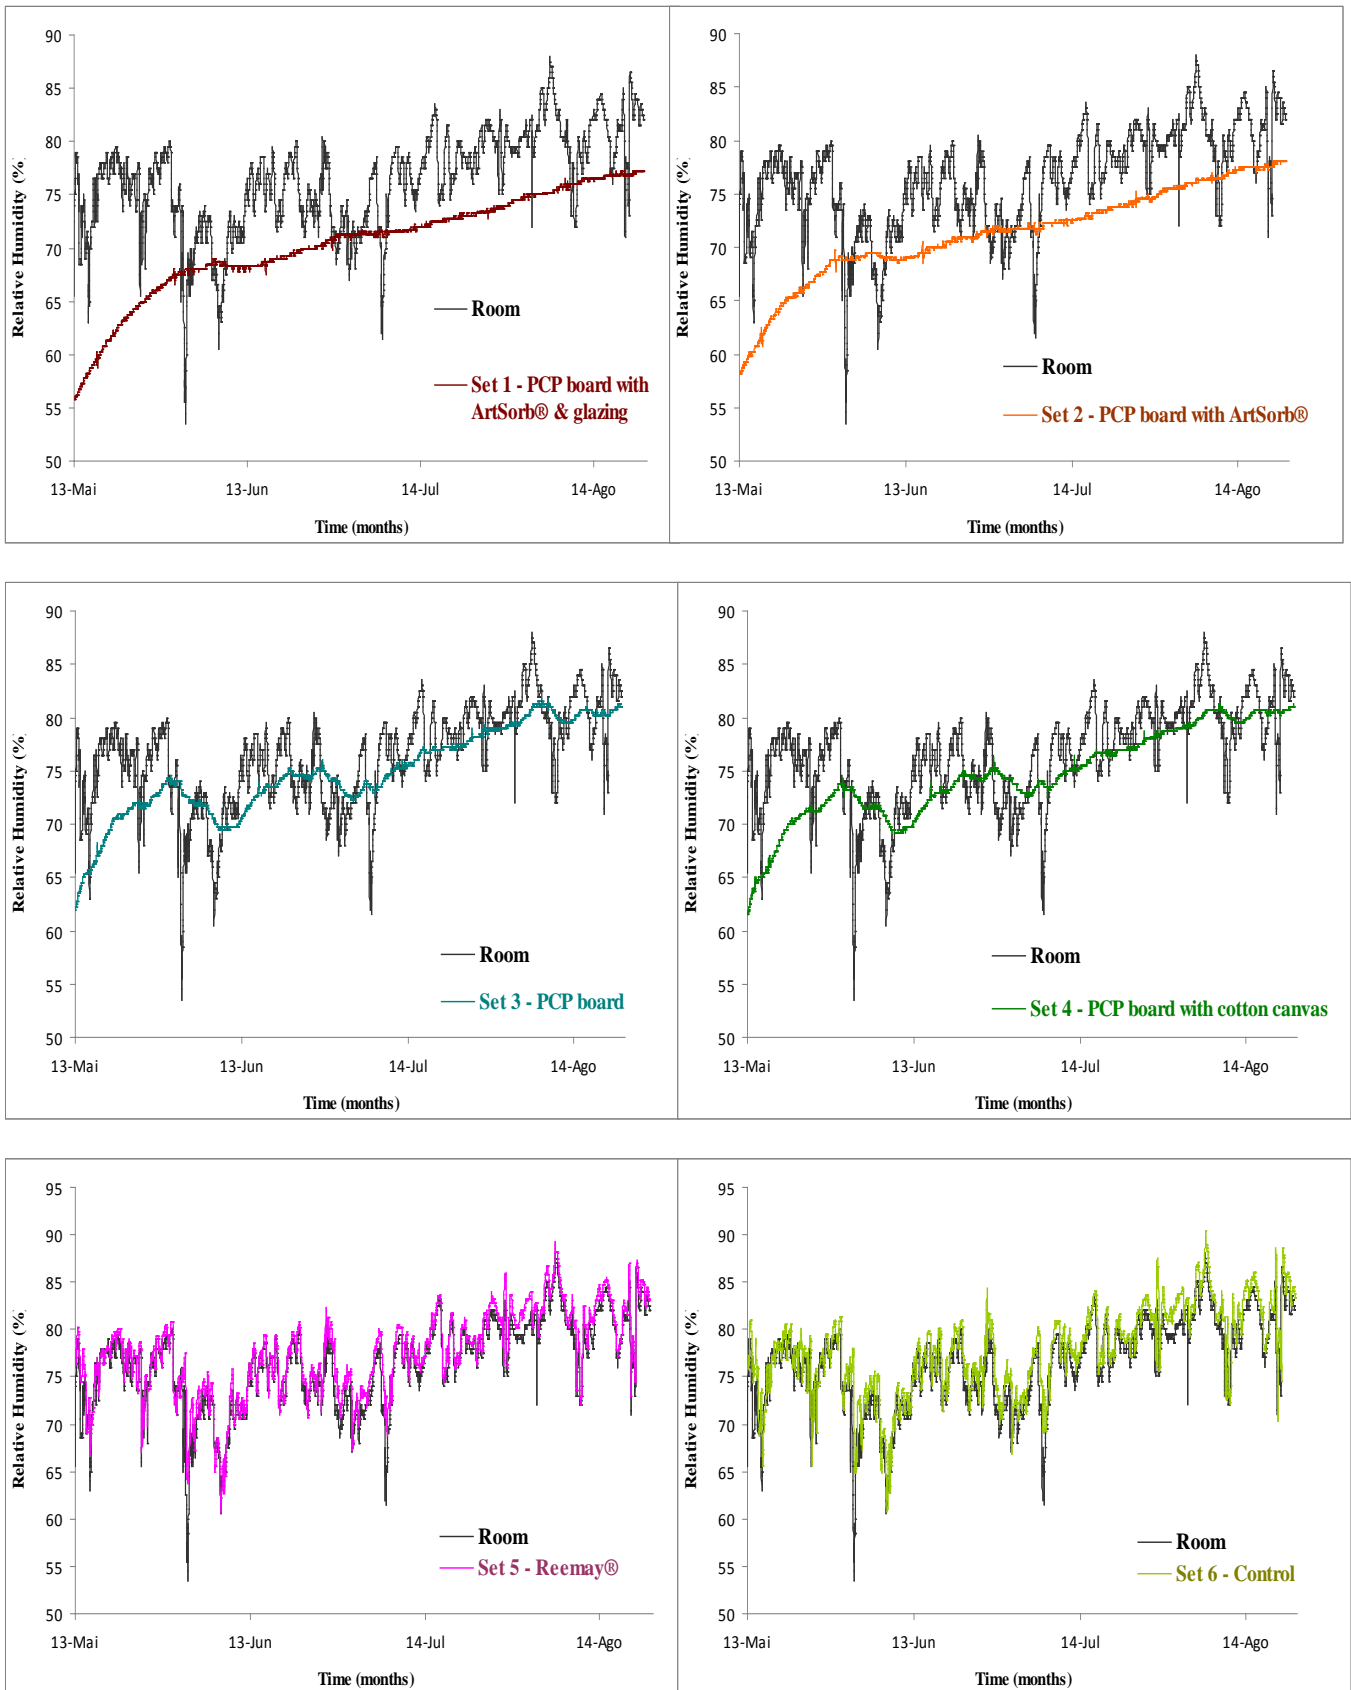 90
85
80
75
70
65
60
55
50
Relative Humidity (%)
13-Mai 13-Jun 14-Jul 14-Ago
Time (months)
Room
Set 1 - PCP board with
ArtSorb® & glazing
90
85
80
75
70
65
60
55
50
Relative Humidity (%)
13-Mai 13-Jun 14-Jul 14-Ago
Time (months)
Room
Set 2 - PCP board with ArtSorb®
90
85
80
75
70
65
60
55
50
Relative Humidity (%)
13-Mai 13-Jun 14-Jul 14-Ago
Time (months)
Room
Set 3 - PCP board
90
85
80
75
70
65
60
55
50
Relative Humidity (%)
13-Mai 13-Jun 14-Jul 14-Ago
Time (months)
Room
Set 4 - PCP board with cotton canvas
95
90
85
80
75
70
65
60
55
50
Relative Humidity (%)
13-Mai 13-Jun 14-Jul 14-Ago
Time (months)
Room
Set 5 - Reemay®
95
90
85
80
75
70
65
60
55
50
Relative Humidity (%)
13-Mai 13-Jun 14-Jul 14-Ago
Time (months)
Room
Set 6 - Control